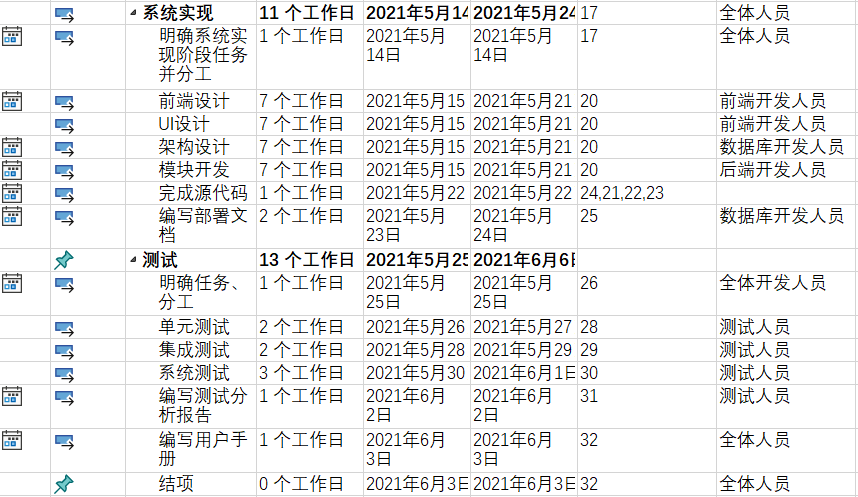 系统实现 11 个工作日 2021年5月14 2021年5月24 17 全体人员
明确系统实现阶段任务并分工 1 个工作日 2021年5月14日 2021年5月14日 17 全体人员
前端设计 7 个工作日 2021年5月15 2021年5月21 20 前端开发人员
UI设计 7 个工作日 2021年5月15 2021年5月21 20 前端开发人员
架构设计 7 个工作日 2021年5月15 2021年5月21 20 数据库开发人员
模块开发 7 个工作日 2021年5月15 2021年5月21 20 后端开发人员
完成源代码 1 个工作日 2021年5月22 2021年5月22 24,21,22,23
编写部署文档 2 个工作日 2021年5月23日 2021年5月24日 25 数据库开发人员
测试 13 个工作日 2021年5月25 2021年6月6日
明确任务、分工 1 个工作日 2021年5月25日 2021年5月25日 26 全体开发人员
单元测试 2 个工作日 2021年5月26 2021年5月27 28 测试人员
集成测试 2 个工作日 2021年5月28 2021年5月29 29 测试人员
系统测试 3 个工作日 2021年5月30 2021年6月1日 30 测试人员
编写测试分析报告 1 个工作日 2021年6月2日 2021年6月2日 31 测试人员
编写用户手册 1 个工作日 2021年6月3日 2021年6月3日 32 全体人员
结项 0 个工作日 2021年6月3日 2021年6月3日 32 全体人员